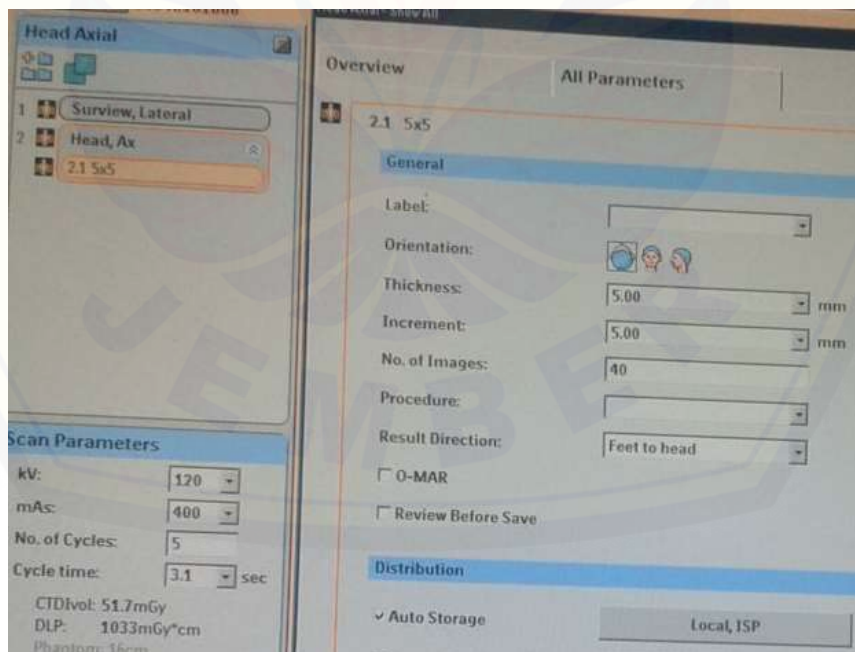 Head Axial
1 Surview, Lateral
2 Head, Ax
2.1 5x5
Scan Parameters
kV: 120
mAs: 400
No. of Cycles: 5
Cycle time: 3.1 sec
CTDIvol: 51.7mGy
DLP: 1033mGy*cm
Phantom: 16cm
Overview
All Parameters
2.1 5x5
General
Label:
Orientation:
Thickness: 5.00 mm
Increment: 5.00 mm
No. of Images: 40
Procedure:
Result Direction: Feet to head
O-MAR
Review Before Save
Distribution
Auto Storage Local, ISP
JEMBER